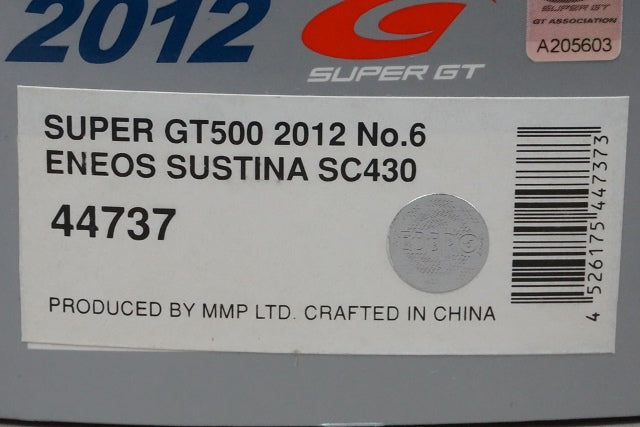 2012
SUPER GT
SUPER GT
GT ASSOCIATION
A205603
SUPER GT500 2012 No.6
ENEOS SUSTINA SC430
44737
EBBRO
PRODUCED BY MMP LTD. CRAFTED IN CHINA
4 526175 447373